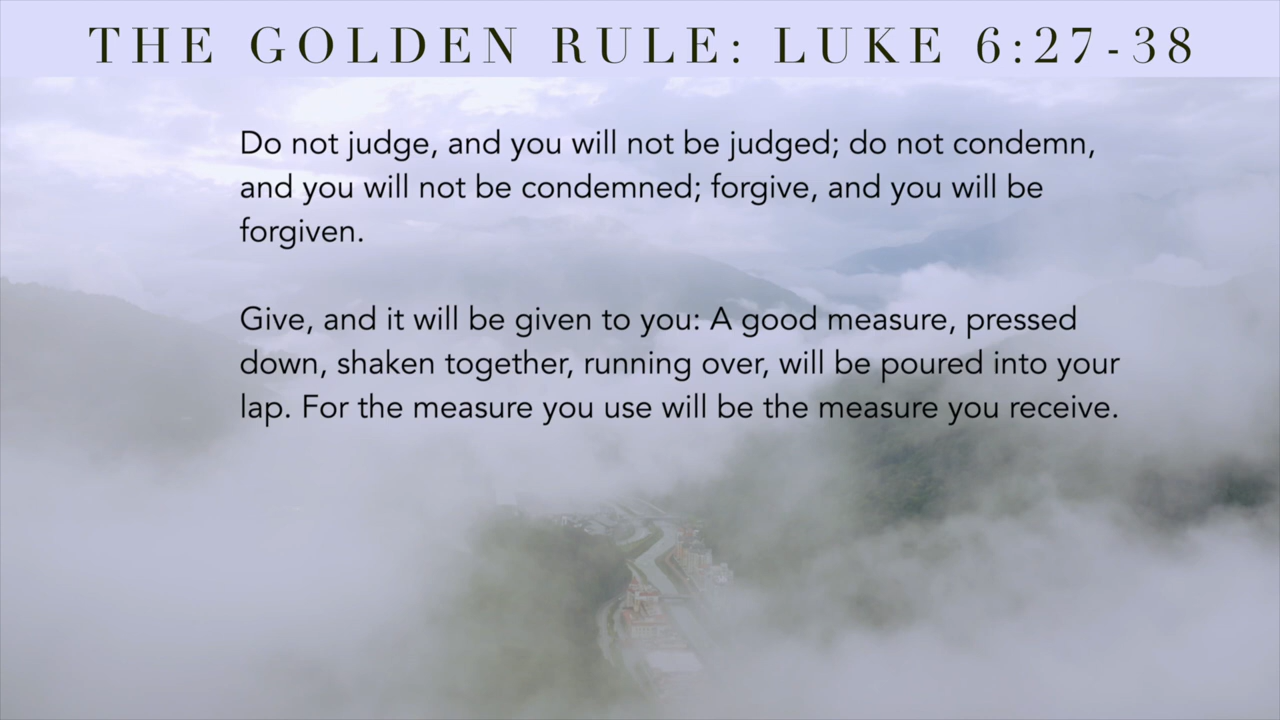 THE GOLDEN RULE: LUKE 6:27-38
Do not judge, and you will not be judged; do not condemn,
and you will not be condemned; forgive, and you will be
forgiven.
Give, and it will be given to you: A good measure, pressed
down, shaken together, running over, will be poured into your
lap. For the measure you use will be the measure you receive.